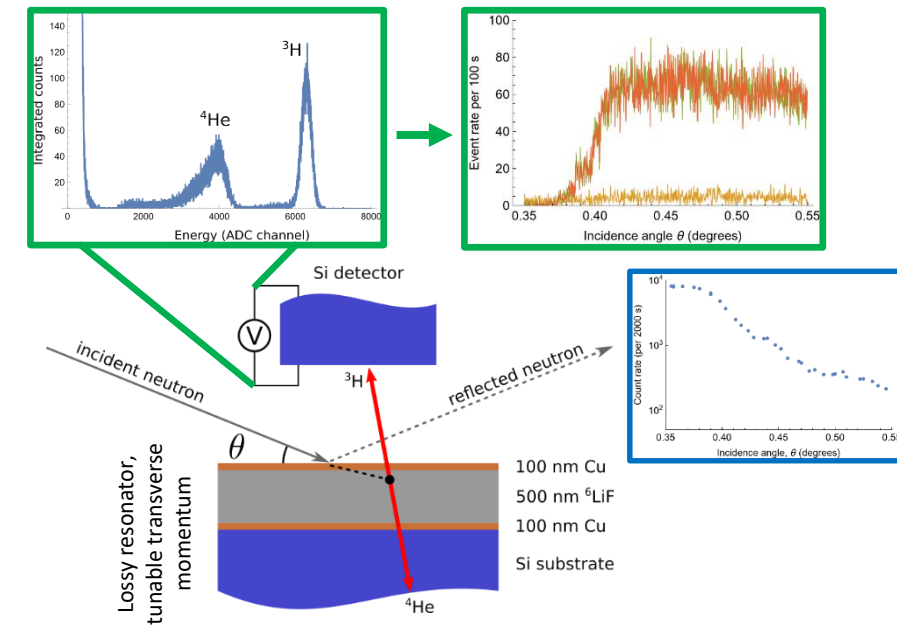 Integrated counts
140
120
100
80
60
40
20
0
2000
4000
6000
8000
Energy (ADC channel)
⁴He
³H
Event rate per 100 s
100
80
60
40
20
0
0.35
0.40
0.45
0.50
0.55
Incidence angle θ (degrees)
Si detector
V
incident neutron
³H
reflected neutron
θ
Count rate (per 2000 s)
10⁴
10³
10²
0.35
0.40
0.45
0.50
0.55
Incidence angle, θ (degrees)
Lossy resonator,
tunable transverse
momentum
100 nm Cu
500 nm ⁶LiF
100 nm Cu
Si substrate
⁴He